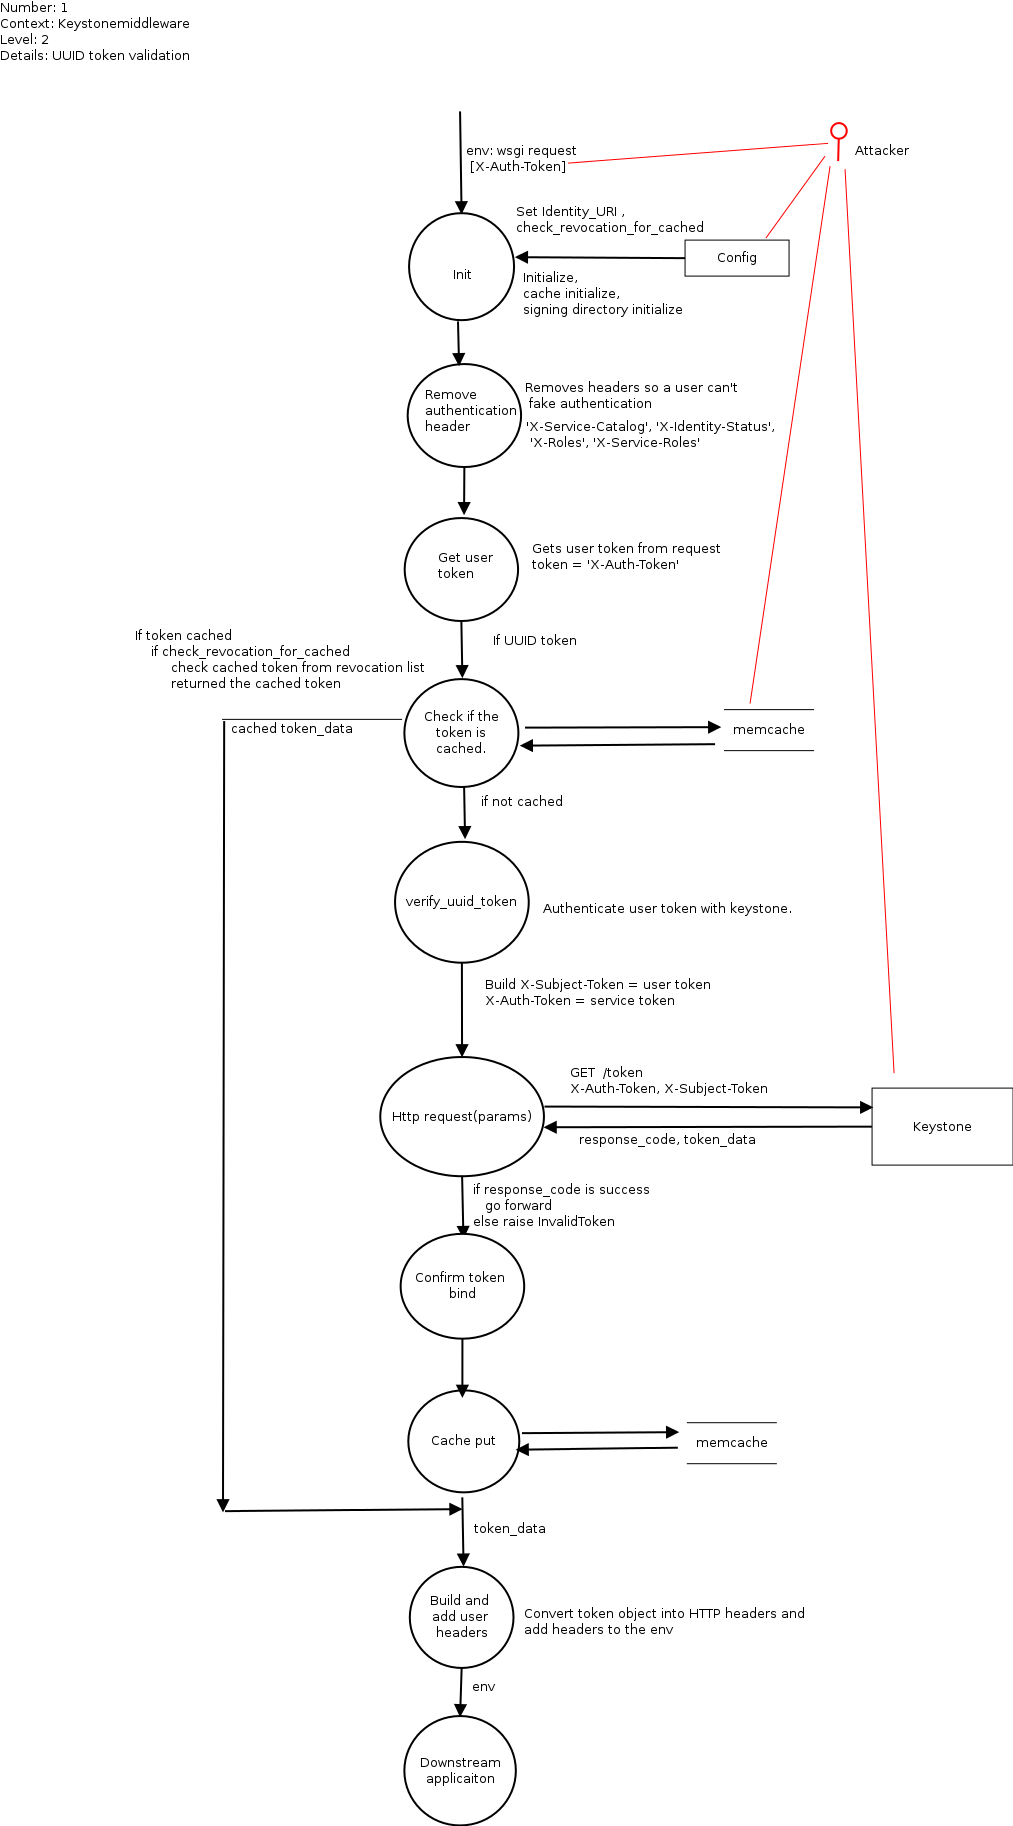 Number: 1
Context: Keystonemiddleware
Level: 2
Details: UUID token validation
env: wsgi request
[X-Auth-Token]
Attacker
Set Identity_URI ,
check_revocation_for_cached
Config
Init
Initialize,
cache initialize,
signing directory initialize
Remove
authentication
header
Removes headers so a user can't
fake authentication
'X-Service-Catalog', 'X-Identity-Status',
'X-Roles', 'X-Service-Roles'
Get user
token
Gets user token from request
token = 'X-Auth-Token'
If UUID token
If token cached
if check_revocation_for_cached
check cached token from revocation list
returned the cached token
cached token_data
Check if the
token is
cached.
memcache
if not cached
verify_uuid_token
Authenticate user token with keystone.
Build X-Subject-Token = user token
X-Auth-Token = service token
GET  /token
X-Auth-Token, X-Subject-Token
Http request(params)
Keystone
response_code, token_data
if response_code is success
go forward
else raise InvalidToken
Confirm token
bind
Cache put
memcache
token_data
Build and
add user
headers
Convert token object into HTTP headers and
add headers to the env
env
Downstream
applicaiton